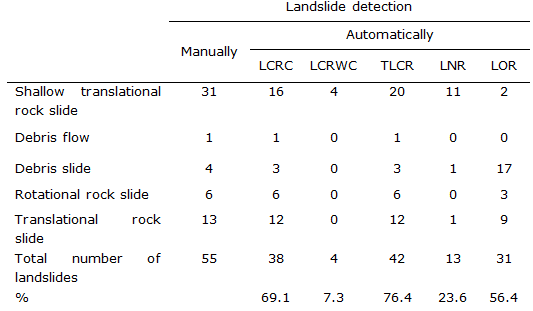 Landslide detection
Manually Automatically
LCRC LCRWC TLCR LNR LOR
Shallow translational rock slide 31 16 4 20 11 2
Debris flow 1 1 0 1 0 0
Debris slide 4 3 0 3 1 17
Rotational rock slide 6 6 0 6 0 3
Translational rock slide 13 12 0 12 1 9
Total number of landslides 55 38 4 42 13 31
% 69.1 7.3 76.4 23.6 56.4